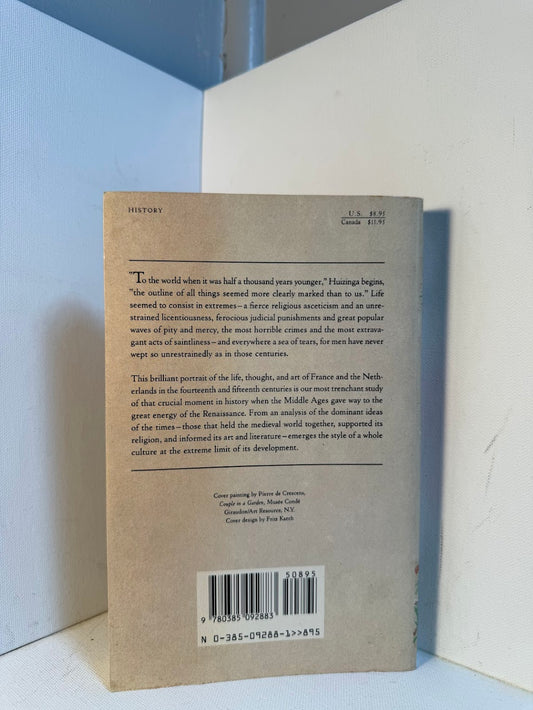 HISTORY
U.S. $8.95
Canada $11.95
"To the world when it was half a thousand years younger," Huizinga begins,
"the outline of all things seemed more clearly marked than to us." Life
seemed to consist in extremes—a fierce religious asceticism and an unre-
strained licentiousness, ferocious judicial punishments and great popular
waves of pity and mercy, the most horrible crimes and the most extrava-
gant acts of saintliness—and everywhere a sea of tears, for men have never
wept so unrestrainedly as in those centuries.
This brilliant portrait of the life, thought, and art of France and the Neth-
erlands in the fourteenth and fifteenth centuries is our most trenchant study
of that crucial moment in history when the Middle Ages gave way to the
great energy of the Renaissance. From an analysis of the dominant ideas
of the times—those that held the medieval world together, supported its
religion, and informed its art and literature—emerges the style of a whole
culture at the extreme limit of its development.
Cover painting by Pierre de Crescens,
Couple in a Garden, Musée Condé
Giraudon/Art Resource, N.Y.
Cover design by Fritz Kaeth
50895
9 780385 092883
N 0-385-09288-1>>895